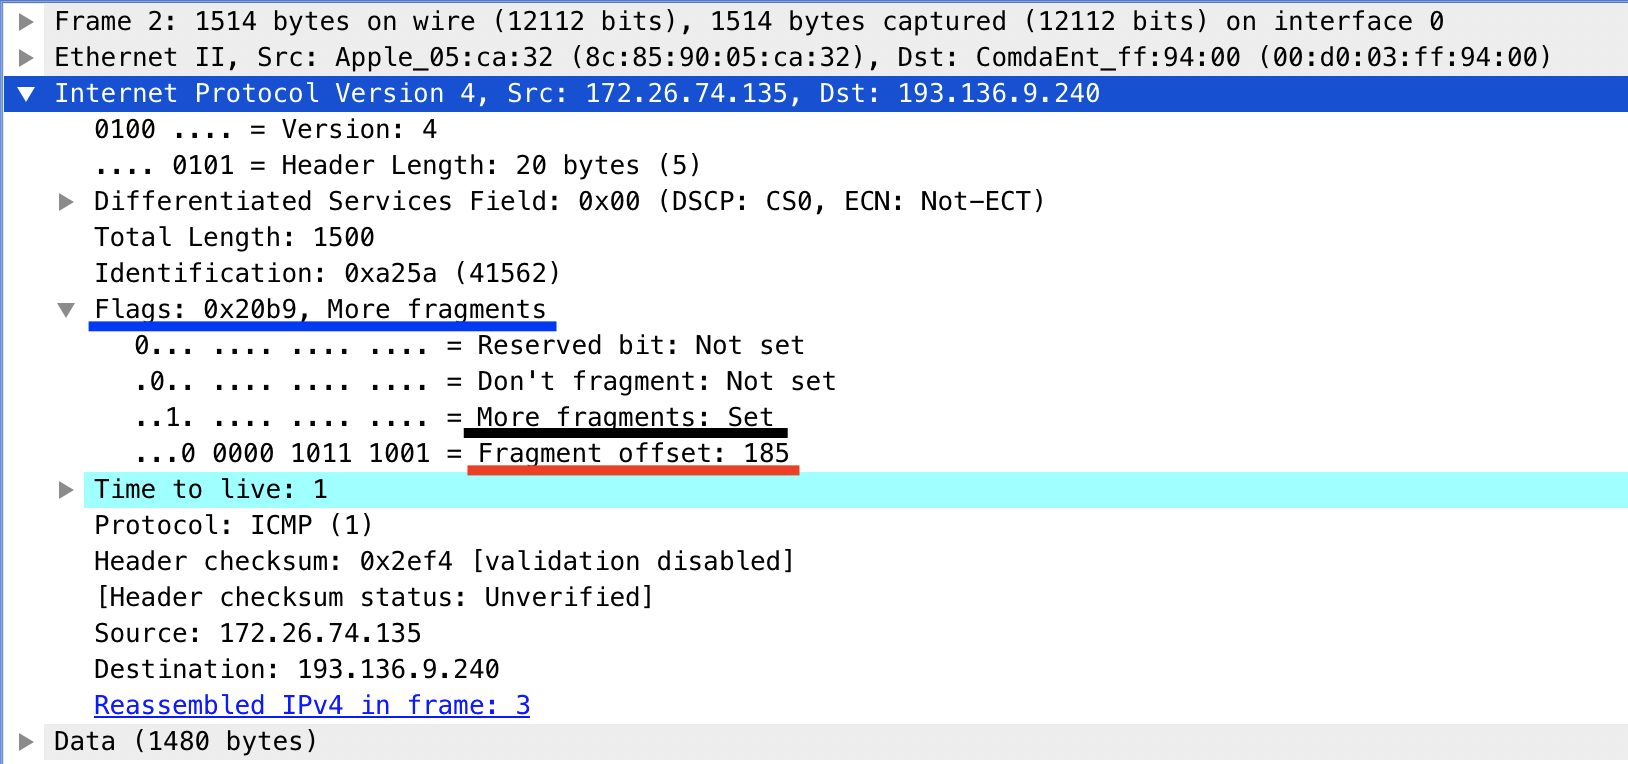 Frame 2: 1514 bytes on wire (12112 bits), 1514 bytes captured (12112 bits) on interface 0
Ethernet II, Src: Apple_05:ca:32 (8c:85:90:05:ca:32), Dst: ComdaEnt_ff:94:00 (00:d0:03:ff:94:00)
Internet Protocol Version 4, Src: 172.26.74.135, Dst: 193.136.9.240
0100 .... = Version: 4
.... 0101 = Header Length: 20 bytes (5)
Differentiated Services Field: 0x00 (DSCP: CS0, ECN: Not-ECT)
Total Length: 1500
Identification: 0xa25a (41562)
Flags: 0x20b9, More fragments
0... .... .... .... = Reserved bit: Not set
.0.. .... .... .... = Don't fragment: Not set
..1. .... .... .... = More fragments: Set
...0 0000 1011 1001 = Fragment offset: 185
Time to live: 1
Protocol: ICMP (1)
Header checksum: 0x2ef4 [validation disabled]
[Header checksum status: Unverified]
Source: 172.26.74.135
Destination: 193.136.9.240
Reassembled IPv4 in frame: 3
Data (1480 bytes)